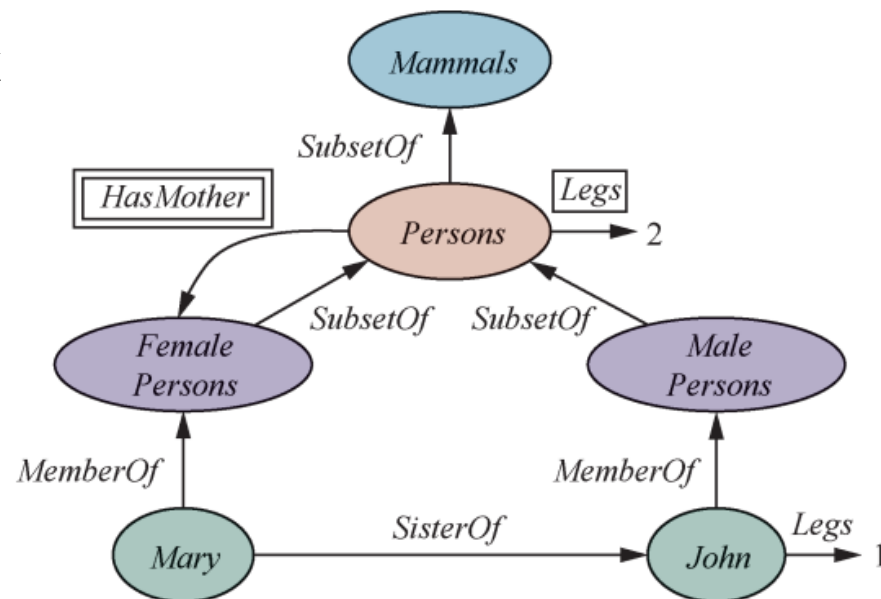 Mammals
SubsetOf
HasMother
Legs
Persons
2
SubsetOf
SubsetOf
Female
Persons
Male
Persons
MemberOf
MemberOf
SisterOf
Legs
Mary
John
1